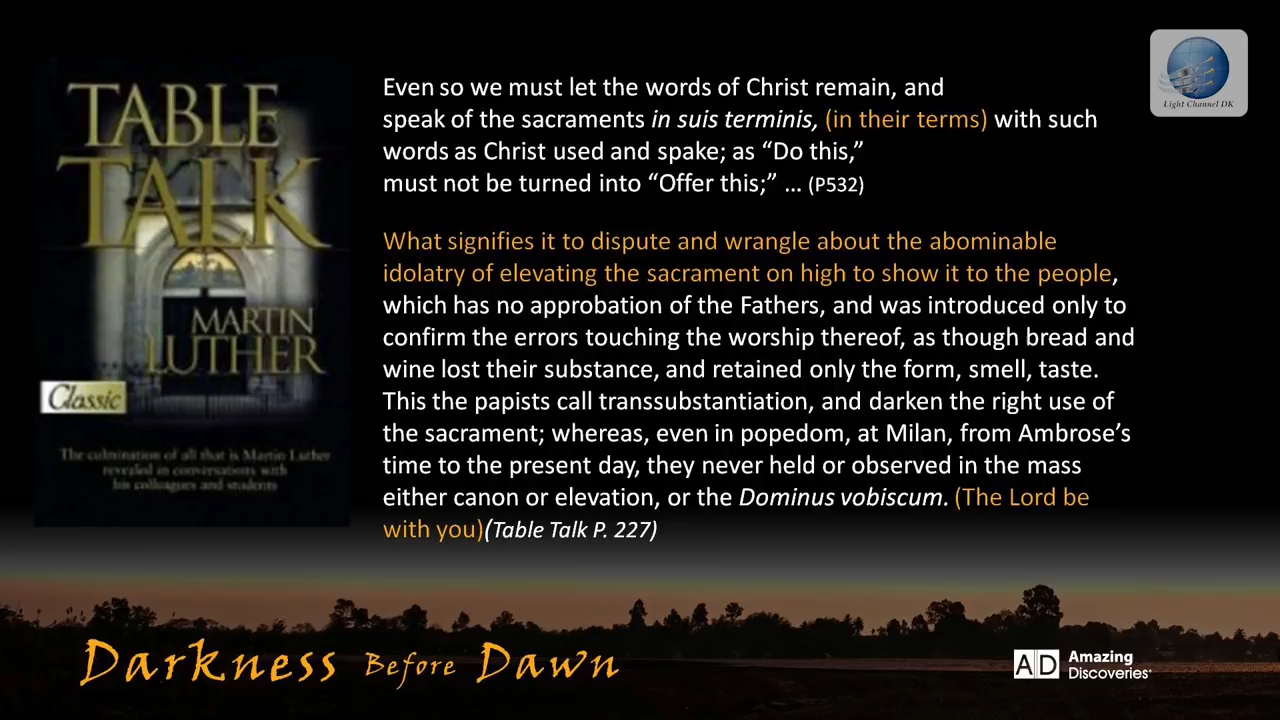 TABLE
TALK
MARTIN
LUTHER
Classic
The culmination of all that is Martin Luther
revealed in conversations with
his colleagues and students
Even so we must let the words of Christ remain, and
speak of the sacraments in suis terminis, (in their terms) with such
words as Christ used and spake; as “Do this,”
must not be turned into “Offer this;” ... (P532)
What signifies it to dispute and wrangle about the abominable
idolatry of elevating the sacrament on high to show it to the people,
which has no approbation of the Fathers, and was introduced only to
confirm the errors touching the worship thereof, as though bread and
wine lost their substance, and retained only the form, smell, taste.
This the papists call transsubstantiation, and darken the right use of
the sacrament; whereas, even in popedom, at Milan, from Ambrose’s
time to the present day, they never held or observed in the mass
either canon or elevation, or the Dominus vobiscum. (The Lord be
with you)(Table Talk P. 227)
Light Channel DK
Darkness Before Dawn
AD Amazing
Discoveries